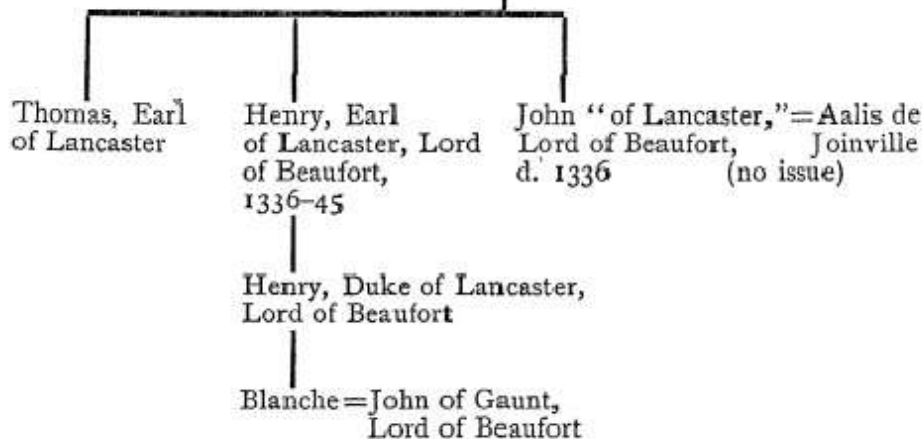 Thomas, Earl
of Lancaster
Henry, Earl
of Lancaster, Lord
of Beaufort,
1336–45
John “of Lancaster,”=Aalis de
Lord of Beaufort, Joinville
d. 1336 (no issue)
Henry, Duke of Lancaster,
Lord of Beaufort
Blanche=John of Gaunt,
Lord of Beaufort